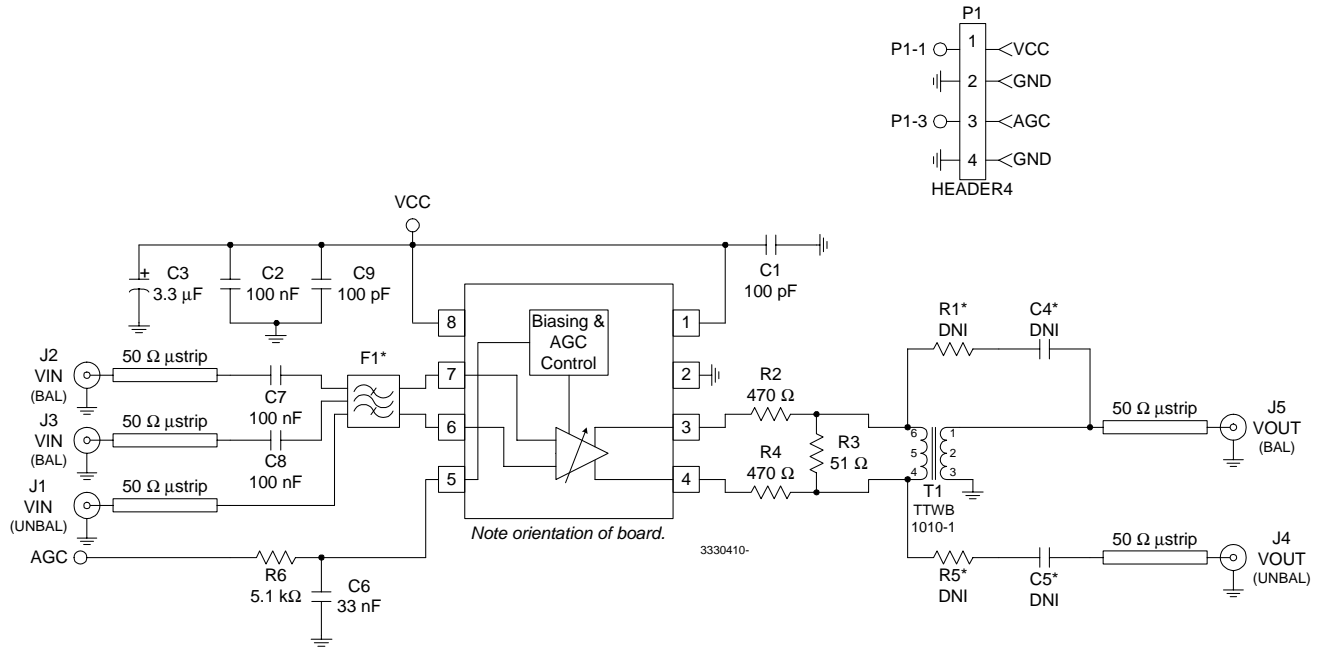 P1
P1-1
1
VCC
2
GND
P1-3
3
AGC
4
GND
HEADER4
VCC
+
C3
3.3 µF
C2
100 nF
C9
100 pF
C1
100 pF
8
Biasing &
AGC
Control
1
R1*
DNI
C4*
DNI
J2
VIN
(BAL)
50 Ω µstrip
C7
100 nF
F1*
7
2
J3
VIN
(BAL)
50 Ω µstrip
C8
100 nF
6
3
R2
470 Ω
R3
51 Ω
R4
470 Ω
6
5
4
1
2
3
T1
TTWB
1010-1
50 Ω µstrip
J5
VOUT
(BAL)
J1
VIN
(UNBAL)
50 Ω µstrip
5
4
Note orientation of board.
3330410-
AGC
R6
5.1 kΩ
C6
33 nF
R5*
DNI
C5*
DNI
50 Ω µstrip
J4
VOUT
(UNBAL)